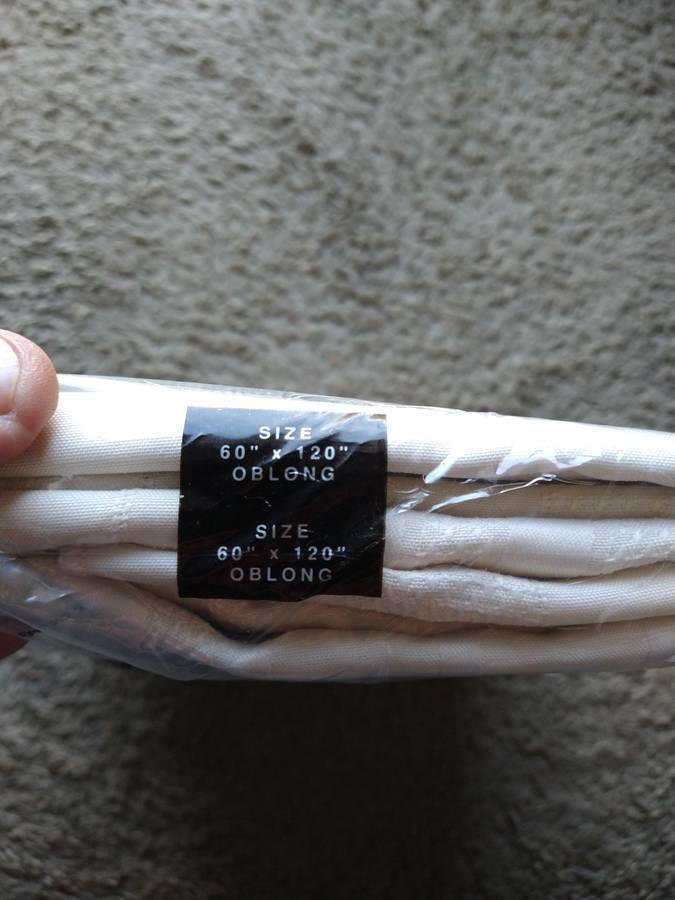 SIZE
60" x 120"
OBLONG
SIZE
60" x 120"
OBLONG